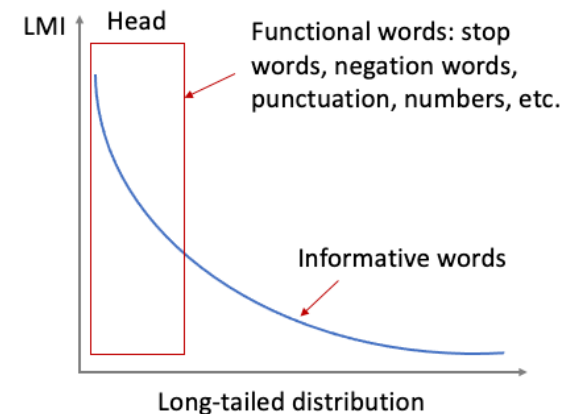 LMI
Head
Functional words: stop
words, negation words,
punctuation, numbers, etc.
Informative words
Long-tailed distribution